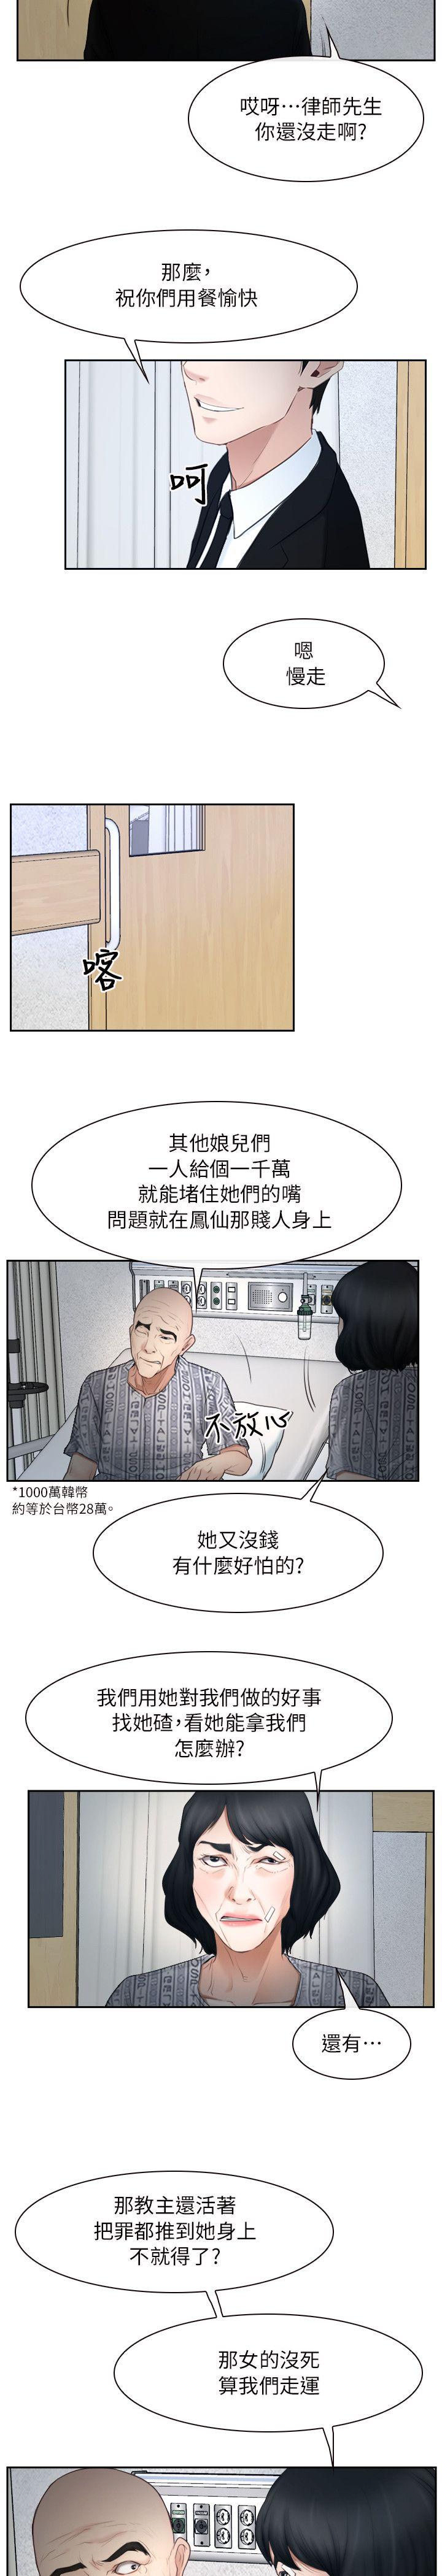 哎呀…律師先生
你還沒走啊?
那麼，
祝你們用餐愉快
呵
嗯
慢走
喀
其他娘兒們
一人給個一千萬
就能堵住她們的嘴
問題就在鳳仙那賤人身上
不放心
*1000萬韓幣
約等於台幣28萬。
她又沒錢
有什麼好怕的?
我們用她對我們做的好事
找她碴，看她能拿我們
怎麼辦?
還有…
那教主還活著
把罪都推到她身上
不就得了?
那女的沒死
算我們走運